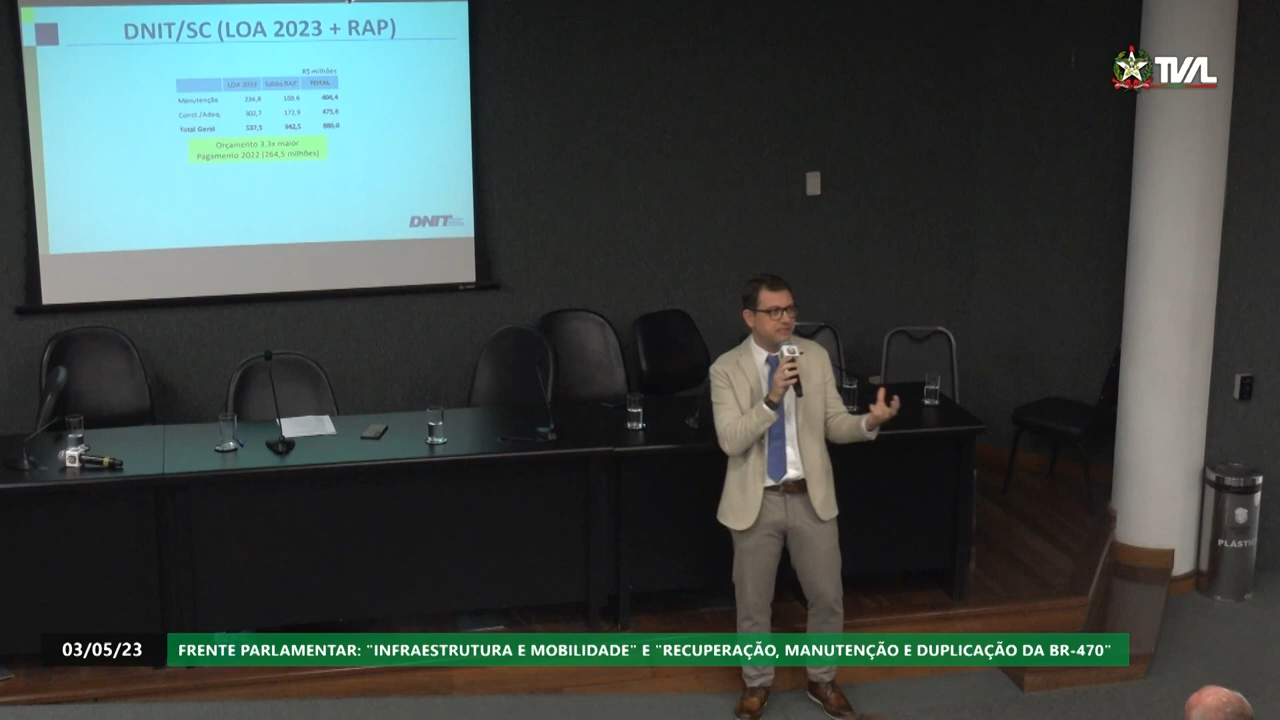 DNIT/SC (LOA 2023 + RAP)
R$ milhões
LOA 2023 Saldo RAP TOTAL
Manutenção 234,8 169,6 404,4
Const./Adeq. 302,7 172,9 475,6
Total Geral 537,5 342,5 880,0
Orçamento 3,3x maior
Pagamento 2022 (264,5 milhões)
DNIT
TVAL
PLÁSTI
03/05/23
FRENTE PARLAMENTAR: "INFRAESTRUTURA E MOBILIDADE" E "RECUPERAÇÃO, MANUTENÇÃO E DUPLICAÇÃO DA BR-470"